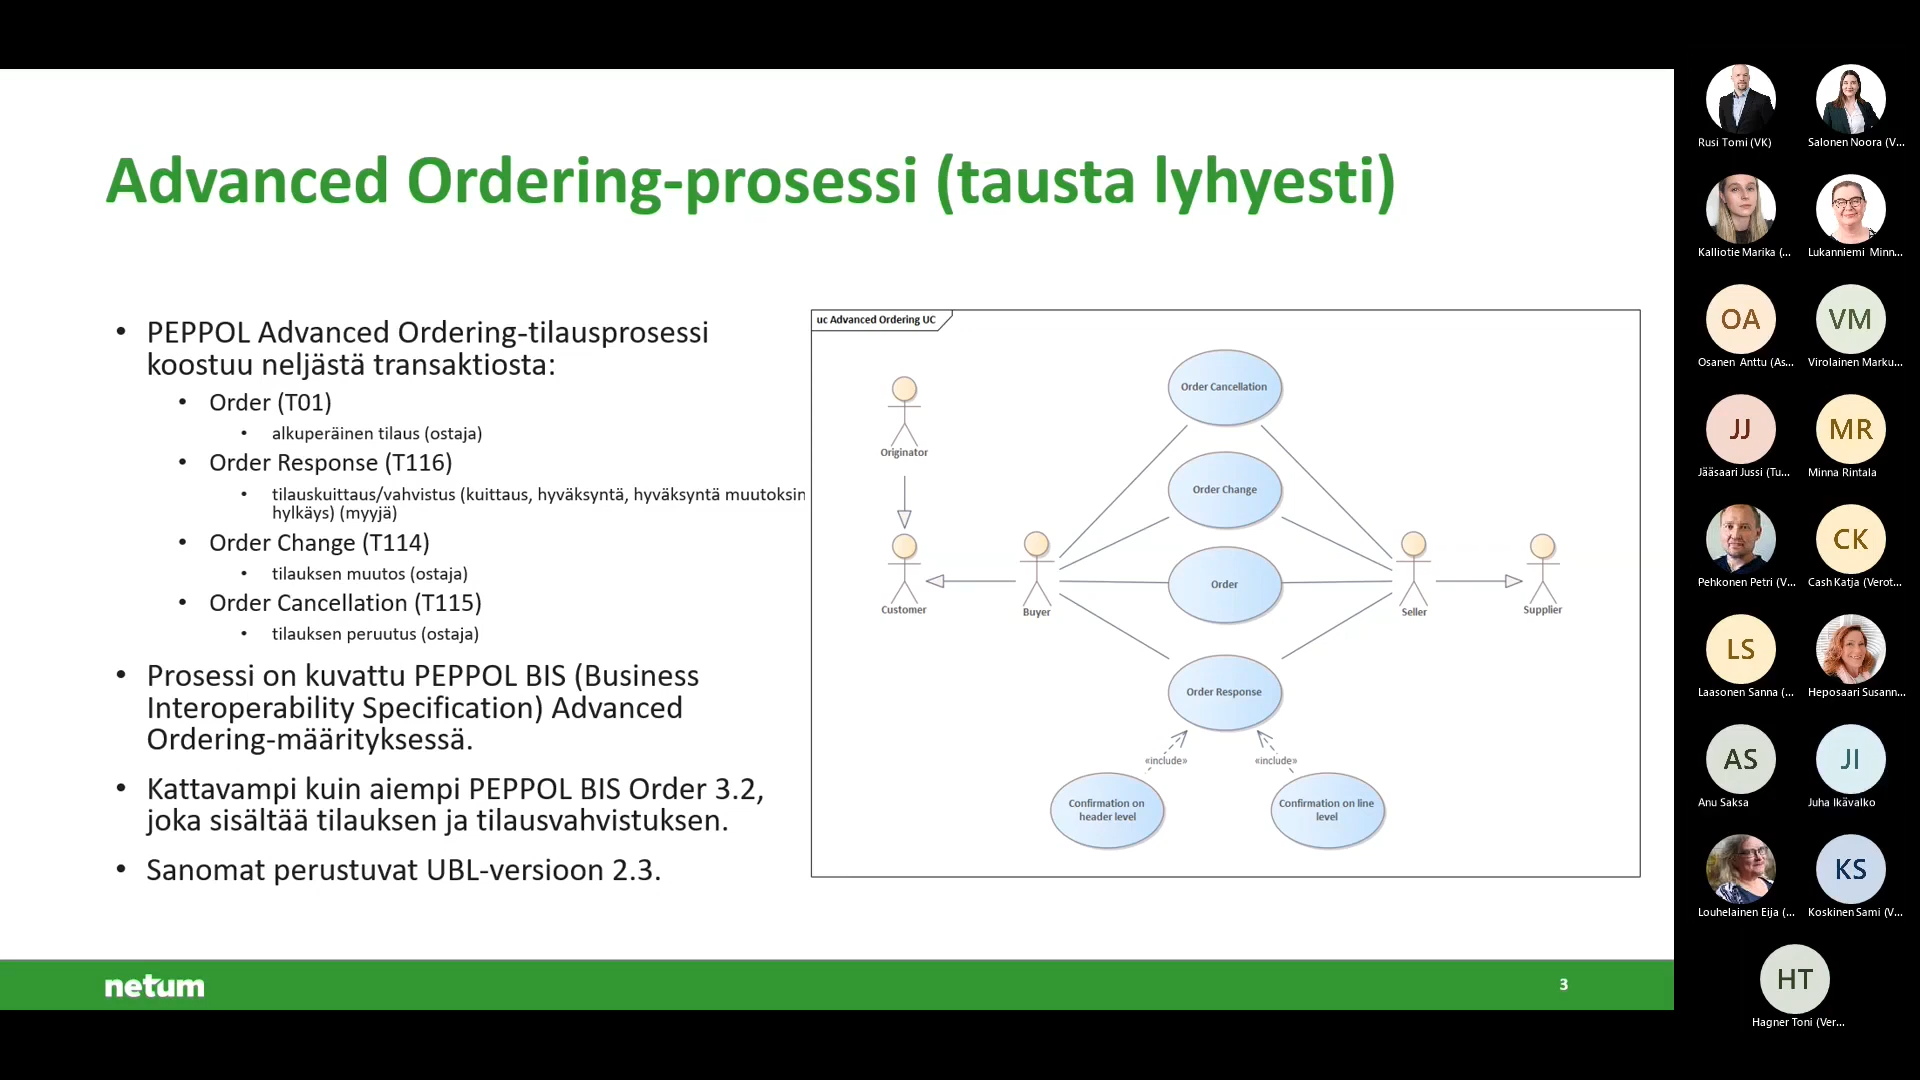 Advanced Ordering-prosessi (tausta lyhyesti)
• PEPPOL Advanced Ordering-tilausprosessi
koostuu neljästä transaktiosta:
• Order (T01)
• alkuperäinen tilaus (ostaja)
• Order Response (T116)
• tilauskuittaus/vahvistus (kuittaus, hyväksyntä, hyväksyntä muutoksin
hylkäys) (myyjä)
• Order Change (T114)
• tilauksen muutos (ostaja)
• Order Cancellation (T115)
• tilauksen peruutus (ostaja)
• Prosessi on kuvattu PEPPOL BIS (Business
Interoperability Specification) Advanced
Ordering-määrityksessä.
• Kattavampi kuin aiempi PEPPOL BIS Order 3.2,
joka sisältää tilauksen ja tilausvahvistuksen.
• Sanomat perustuvat UBL-versioon 2.3.
uc Advanced Ordering UC
Order Cancellation
Originator
Order Change
Order
Customer
Buyer
Seller
Supplier
Order Response
«include»
«include»
Confirmation on
header level
Confirmation on line
level
netum
3
Rusi Tomi (VK)
Salonen Noora (V...
Kalliotie Marika (...
Lukanniemi Minn...
OA
VM
Osanen Anttu (As...
Virolainen Marku...
JJ
MR
Jääsaari Jussi (Tu...
Minna Rintala
CK
Pehkonen Petri (V...
Cash Katja (Verot...
LS
Laasonen Sanna (...
Heposaari Susann...
AS
JI
Anu Saksa
Juha Ikävalko
KS
Louhelainen Eija (...
Koskinen Sami (V...
HT
Hagner Toni (Ver...